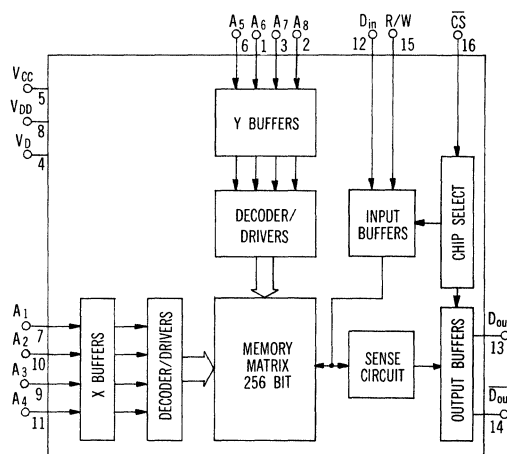 A5 A6 A7 A8 Din R/W C̅S̅
6 1 3 2 12 15 16
VCC
5
VDD
8
VD
4
Y BUFFERS
DECODER/
DRIVERS
INPUT
BUFFERS
CHIP SELECT
A1
7
A2
10
A3
9
A4
11
X BUFFERS
DECODER/DRIVERS
MEMORY
MATRIX
256 BIT
SENSE
CIRCUIT
OUTPUT BUFFERS
Dou
13
D̅o̅u̅
14